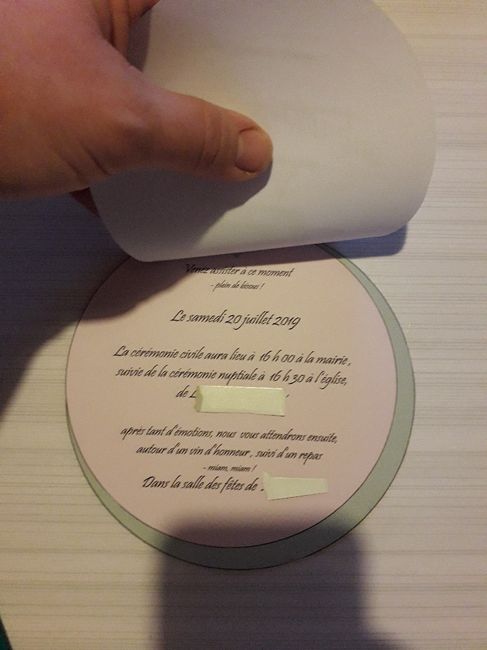 Venez assister à ce moment
- plein de bisous !
Le samedi 20 juillet 2019
La cérémonie civile aura lieu à 16 h 00 à la mairie ,
suivie de la cérémonie nuptiale à 16 h 30 à l'église,
de L
après tant d'émotions, nous vous attendrons ensuite,
autour d'un vin d'honneur , suivi d'un repas
- miam, miam !
Dans la salle des fêtes de